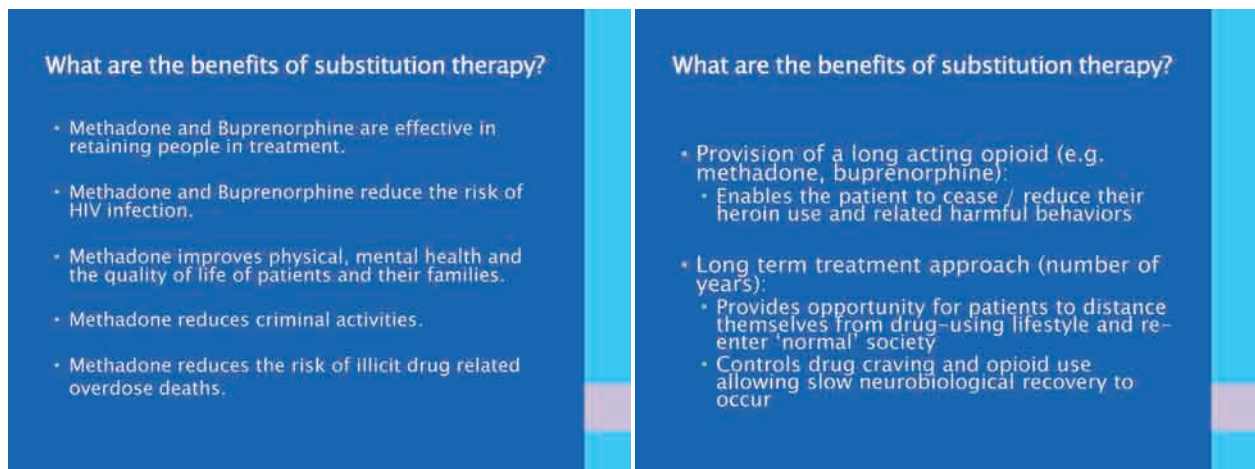 What are the benefits of substitution therapy?
• Methadone and Buprenorphine are effective in
retaining people in treatment.
• Methadone and Buprenorphine reduce the risk of
HIV infection.
• Methadone improves physical, mental health and
the quality of life of patients and their families.
• Methadone reduces criminal activities.
• Methadone reduces the risk of illicit drug related
overdose deaths.
What are the benefits of substitution therapy?
• Provision of a long acting opioid (e.g.
methadone, buprenorphine):
• Enables the patient to cease / reduce their
heroin use and related harmful behaviors
• Long term treatment approach (number of
years):
• Provides opportunity for patients to distance
themselves from drug-using lifestyle and re-
enter ‘normal’ society
• Controls drug craving and opioid use
allowing slow neurobiological recovery to
occur